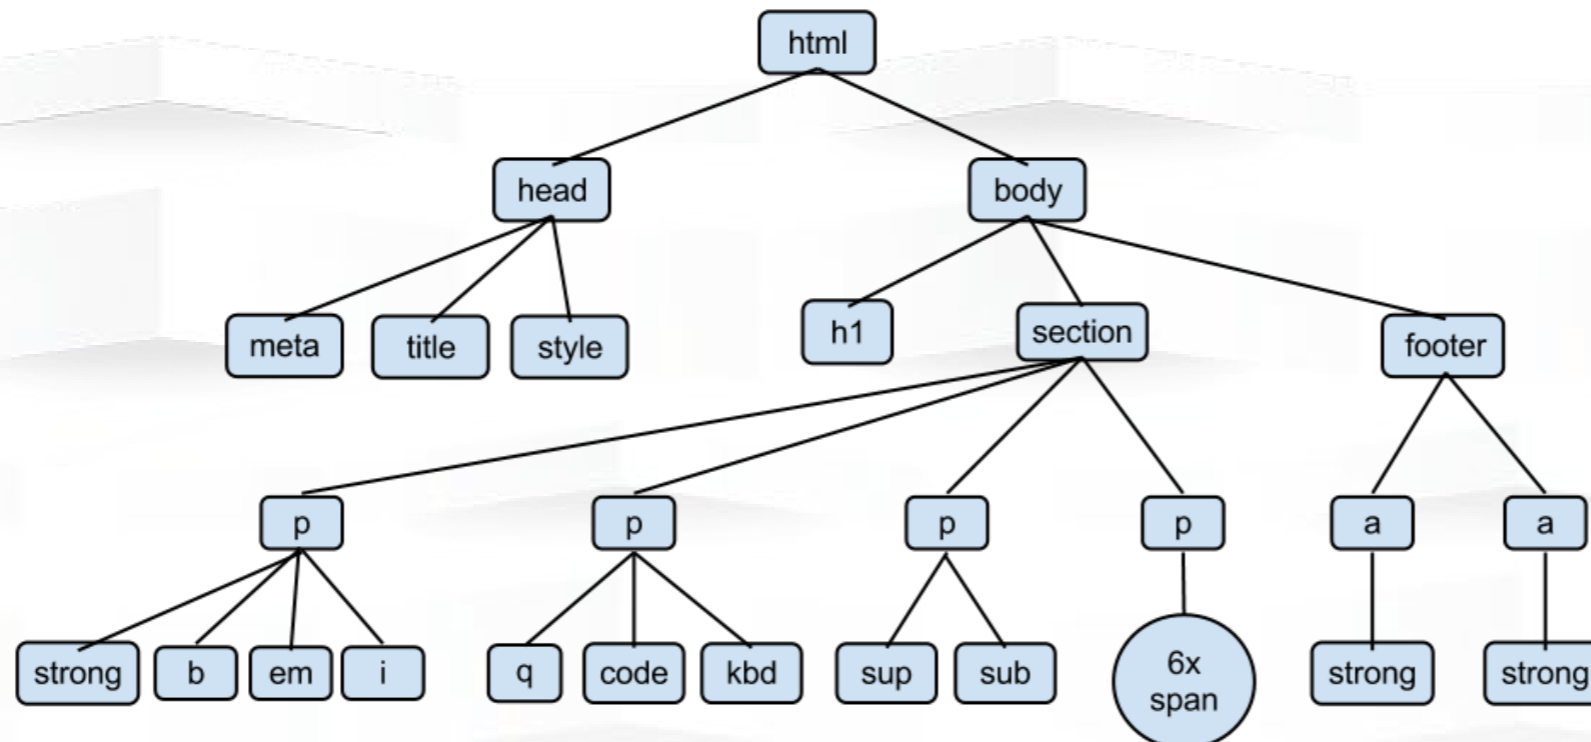 html
head
body
meta
title
style
h1
section
footer
p
p
p
p
a
a
strong
b
em
i
q
code
kbd
sup
sub
6x
span
strong
strong